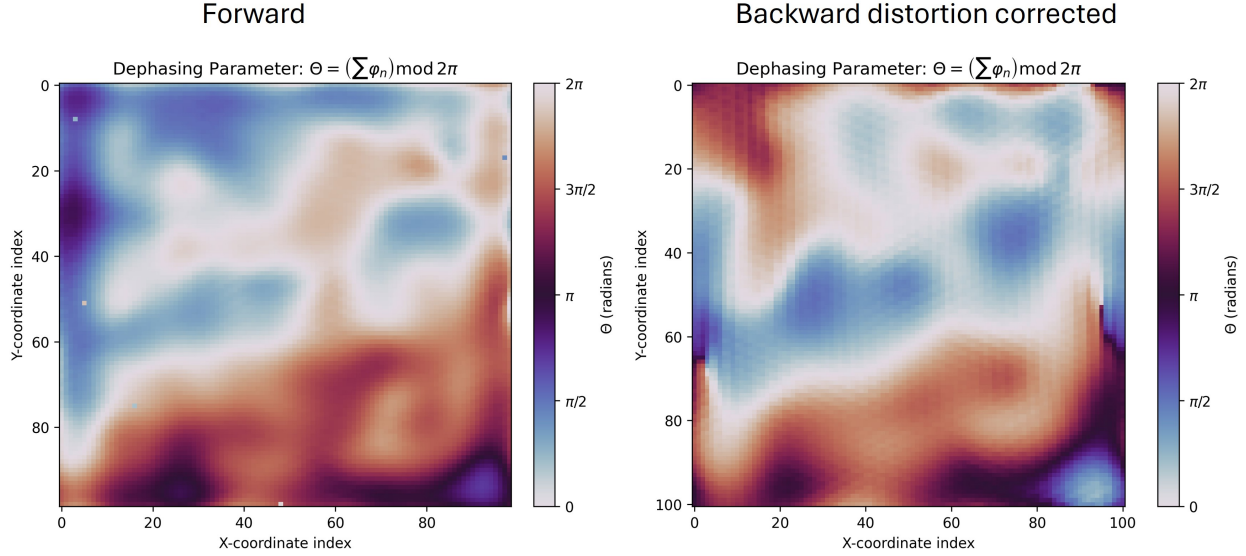 Forward
Dephasing Parameter: Θ = (∑φₙ) mod 2π
0
20
40
60
80
0
20
40
60
80
Y-coordinate index
X-coordinate index
2π
3π/2
π
π/2
0
Θ (radians)
Backward distortion corrected
Dephasing Parameter: Θ = (∑φₙ) mod 2π
0
20
40
60
80
100
0
20
40
60
80
100
Y-coordinate index
X-coordinate index
2π
3π/2
π
π/2
0
Θ (radians)